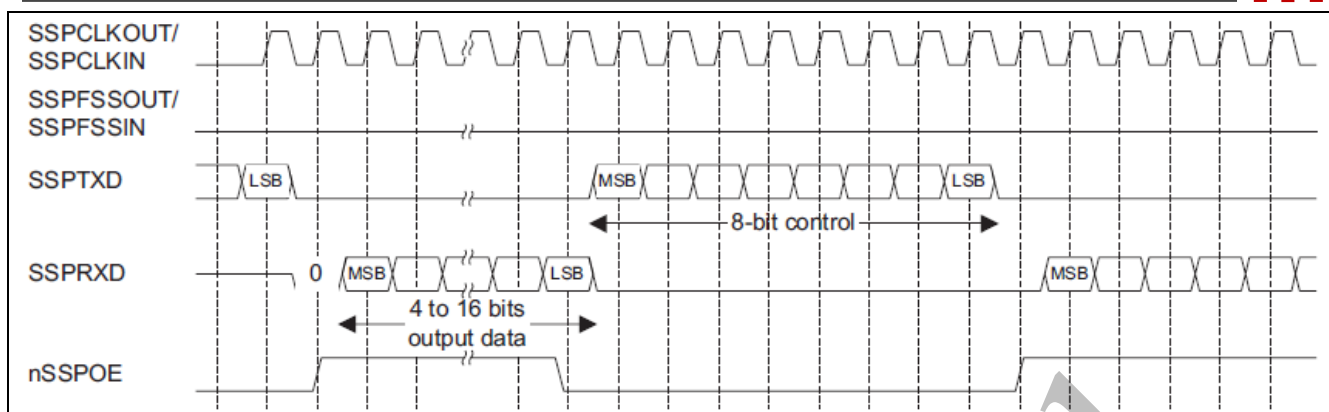 SSPCLKOUT/
SSPCLKIN
SSPFSSOUT/
SSPFSSIN
SSPTXD
LSB
MSB
LSB
8-bit control
SSPRXD
0
MSB
LSB
MSB
4 to 16 bits
output data
nSSPOE